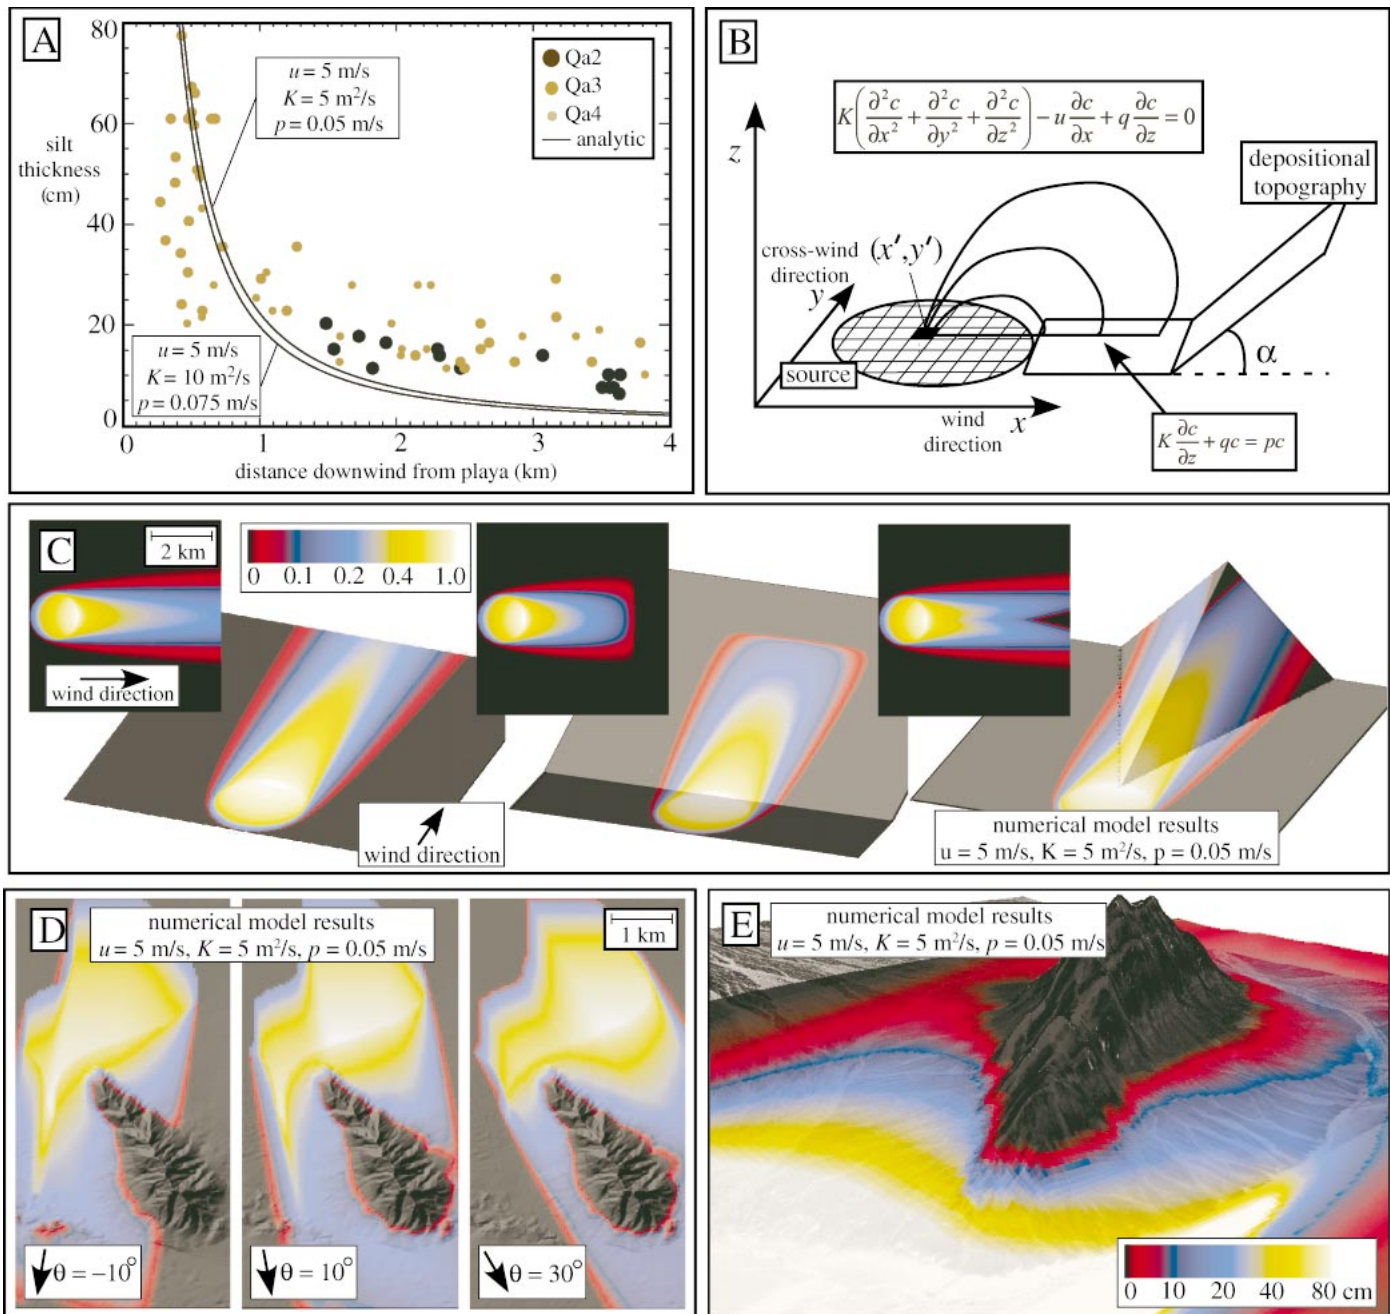 A
80
60
40
20
0
silt
thickness
(cm)
u = 5 m/s
K = 5 m²/s
p = 0.05 m/s
Qa2
Qa3
Qa4
analytic
u = 5 m/s
K = 10 m²/s
p = 0.075 m/s
0 1 2 3 4
distance downwind from playa (km)
B
K(∂²c/∂x² + ∂²c/∂y² + ∂²c/∂z²) − u ∂c/∂x + q ∂c/∂z = 0
z
depositional
topography
cross-wind
direction
(x′,y′)
y
source
α
wind
direction
x
K ∂c/∂z + qc = pc
C
2 km
0 0.1 0.2 0.4 1.0
wind direction
wind direction
numerical model results
u = 5 m/s, K = 5 m²/s, p = 0.05 m/s
D
numerical model results
u = 5 m/s, K = 5 m²/s, p = 0.05 m/s
1 km
θ = −10°
θ = 10°
θ = 30°
E
numerical model results
u = 5 m/s, K = 5 m²/s, p = 0.05 m/s
0 10 20 40 80 cm